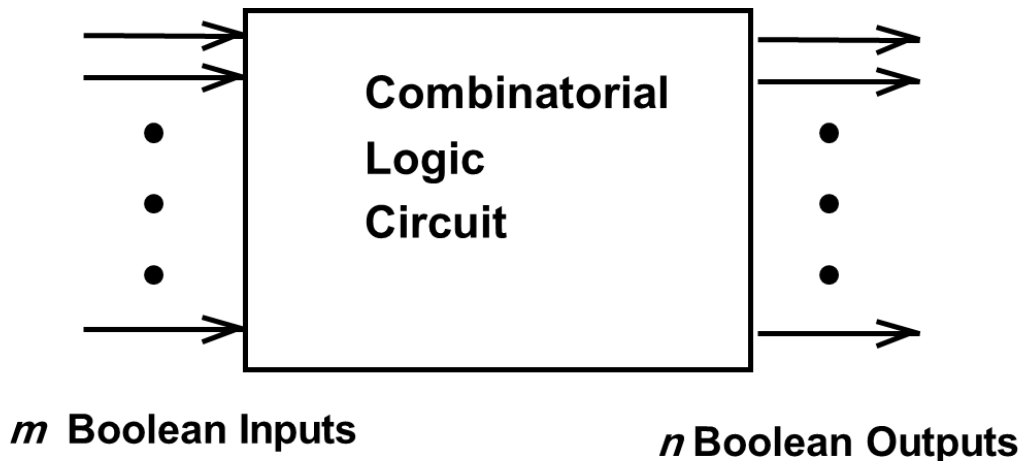 Combinatorial
Logic
Circuit
m Boolean Inputs
n Boolean Outputs